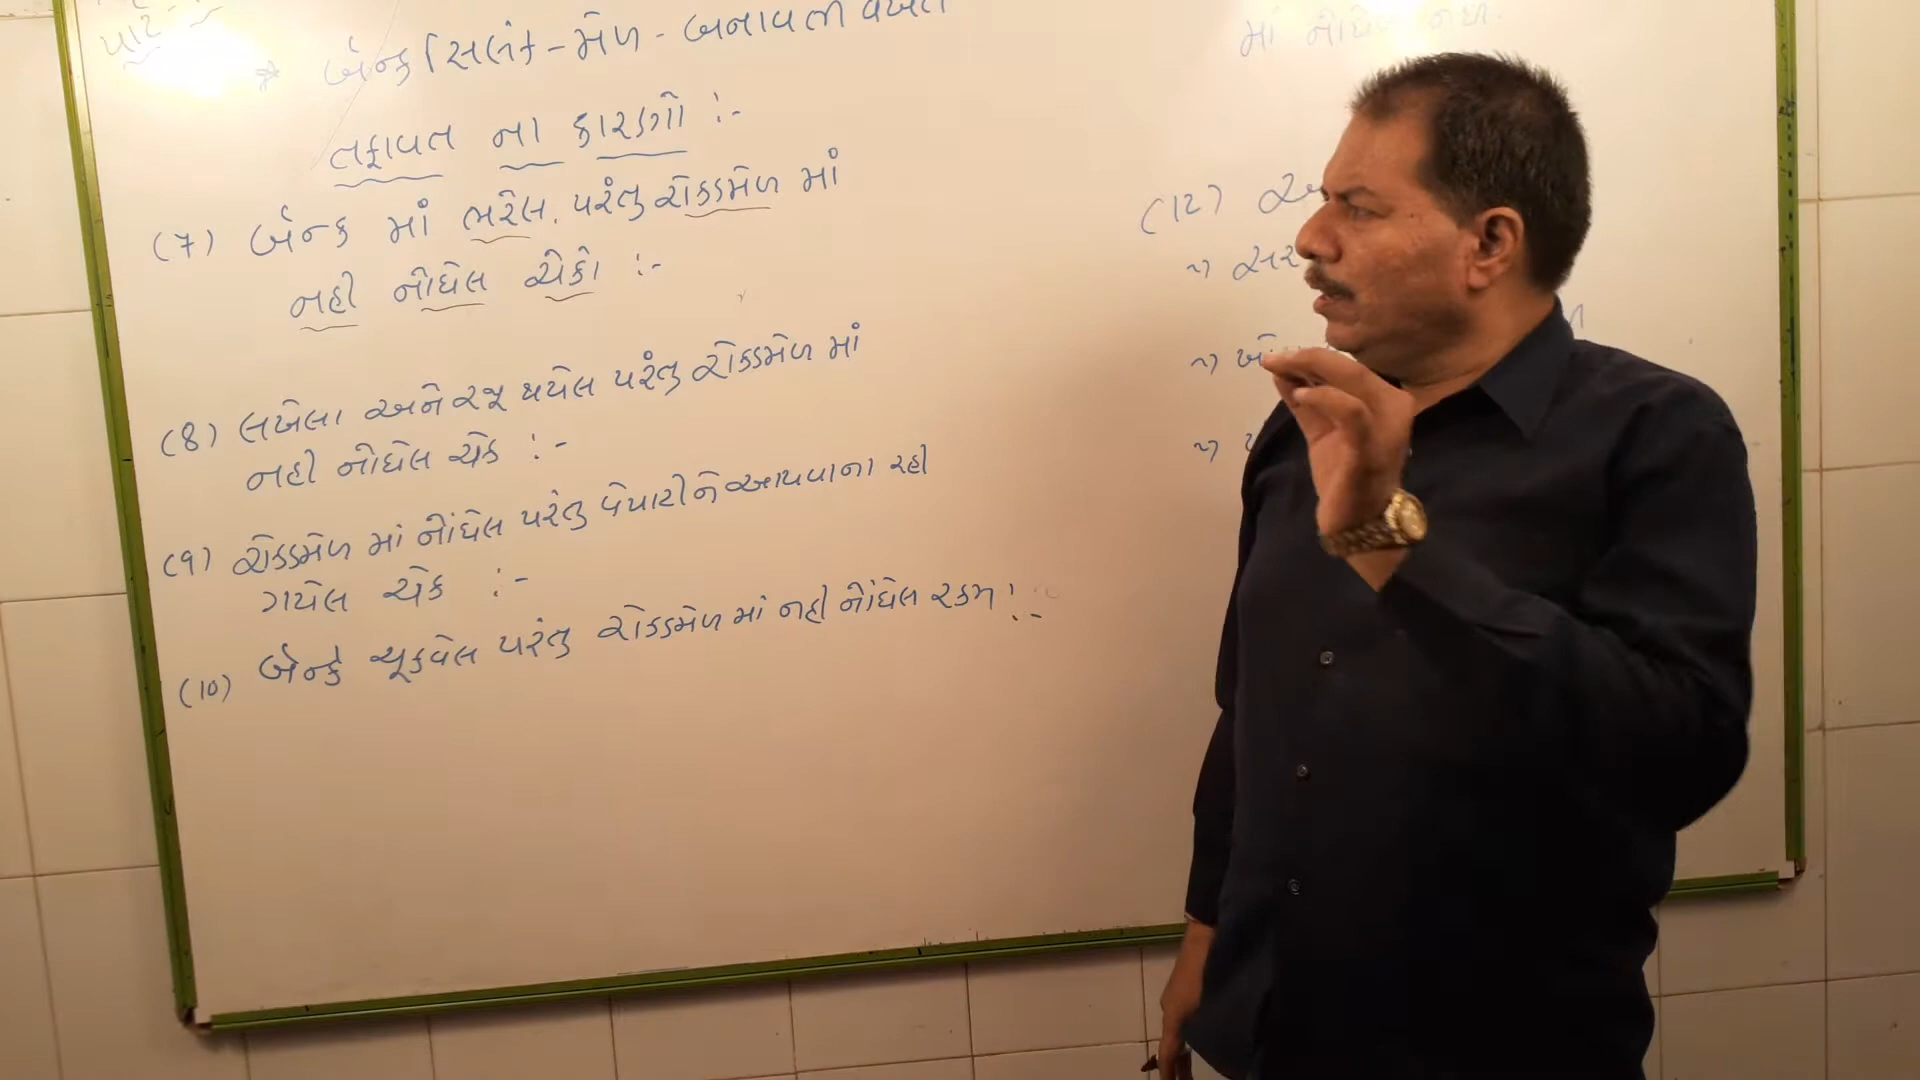 * બૅન્ક સિલક - મેળ - બનાવતી વખતે
તફાવત ના કારણો :-
(7) બૅન્ક માં ભરેલ. પરંતુ રોકડમેળ માં
નહી નોંધેલ ચેકો :-
(8) લખેલા અને રજૂ થયેલ પરંતુ રોકડમેળ માં
નહી નોંધેલ ચેક :-
(9) રોકડમેળ માં નોંધેલ પરંતુ વેપારીને આપવાના રહી
ગયેલ ચેક :-
(10) બૅન્કે ચૂકવેલ પરંતુ રોકડમેળ માં નહી નોંધેલ રકમ :-
માં નોંધેલ
(12)